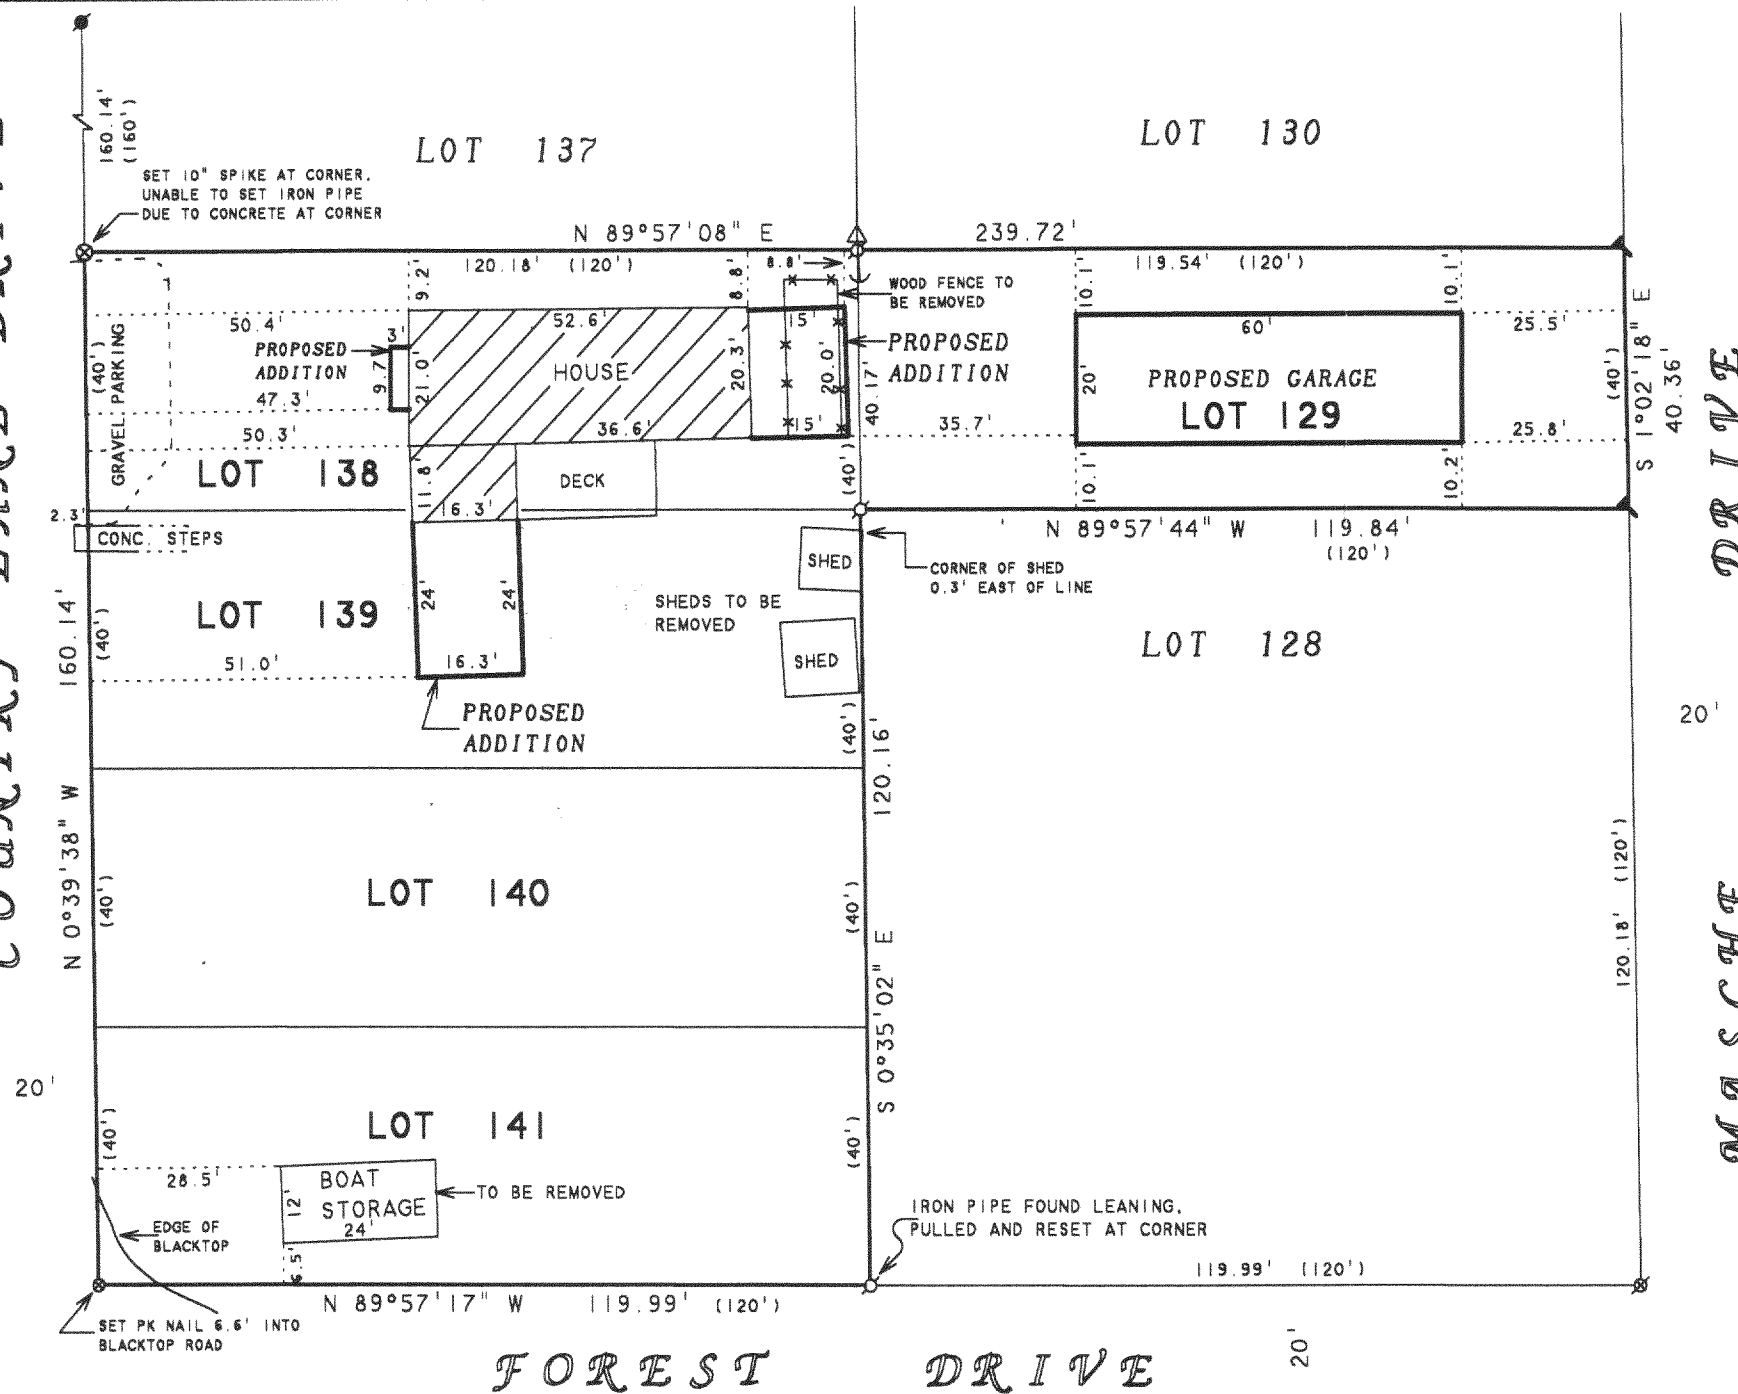 160.14'
(160')
LOT 137
LOT 130
SET 10" SPIKE AT CORNER,
UNABLE TO SET IRON PIPE
DUE TO CONCRETE AT CORNER
N 89°57'08" E
239.72'
120.18' (120')
8.8'
119.54' (120')
9.2'
8.8'
10.1'
10.1'
WOOD FENCE TO
BE REMOVED
50.4'
3'
52.6'
15'
60'
25.5'
PROPOSED
ADDITION
9.7'
47.3'
21.0'
HOUSE
20.3'
20.0'
PROPOSED
ADDITION
40.17'
20'
PROPOSED GARAGE
LOT 129
(40')
S 1°02'18" E
40.36'
(40')
GRAVEL PARKING
50.3'
36.6'
15'
35.7'
25.8'
LOT 138
11.8'
16.3'
DECK
(40')
10.1'
10.2'
2.3'
CONC. STEPS
N 89°57'44" W 119.84'
(120')
SHED
CORNER OF SHED
0.3' EAST OF LINE
LOT 139
24'
24'
SHEDS TO BE
REMOVED
160.14'
(40')
51.0'
16.3'
SHED
LOT 128
PROPOSED
ADDITION
(40')
120.16'
20'
N 0°39'38" W
(40')
LOT 140
(40')
120.18' (120')
S 0°35'02" E
20'
(40')
LOT 141
(40')
28.5'
BOAT
STORAGE
12'
24'
TO BE REMOVED
6.5'
EDGE OF
BLACKTOP
IRON PIPE FOUND LEANING,
PULLED AND RESET AT CORNER
119.99' (120')
N 89°57'17" W 119.99' (120')
SET PK NAIL 6.6' INTO
BLACKTOP ROAD
FOREST DRIVE
20'
MASCHE DRIVE